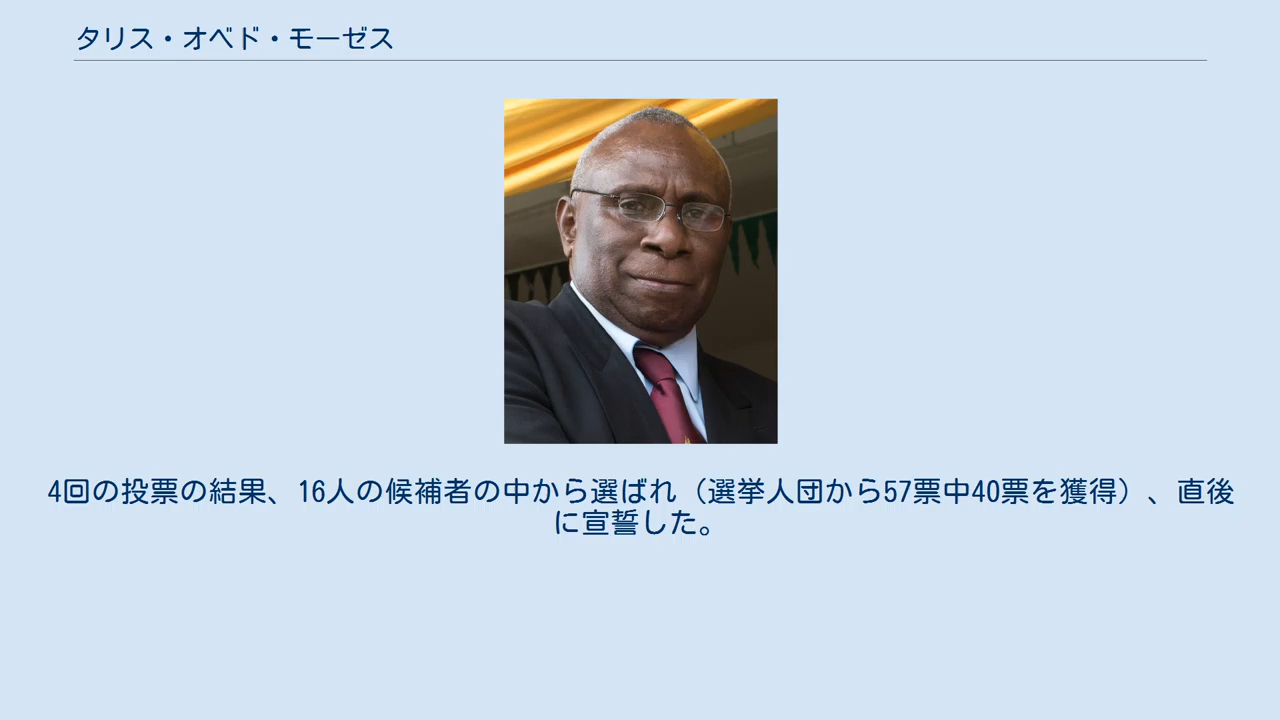 タリス・オベド・モーゼス
4回の投票の結果、16人の候補者の中から選ばれ（選挙人団から57票中40票を獲得）、直後
に宣誓した。